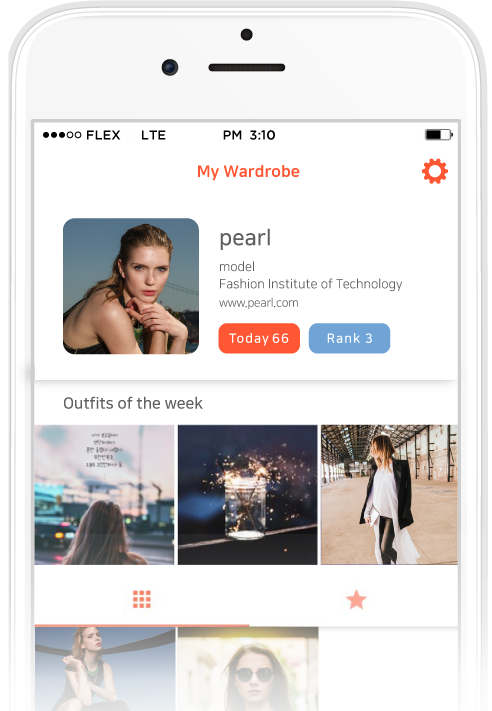 FLEX LTE PM 3:10
My Wardrobe
pearl
model
Fashion Institute of Technology
www.pearl.com
Today 66 Rank 3
Outfits of the week